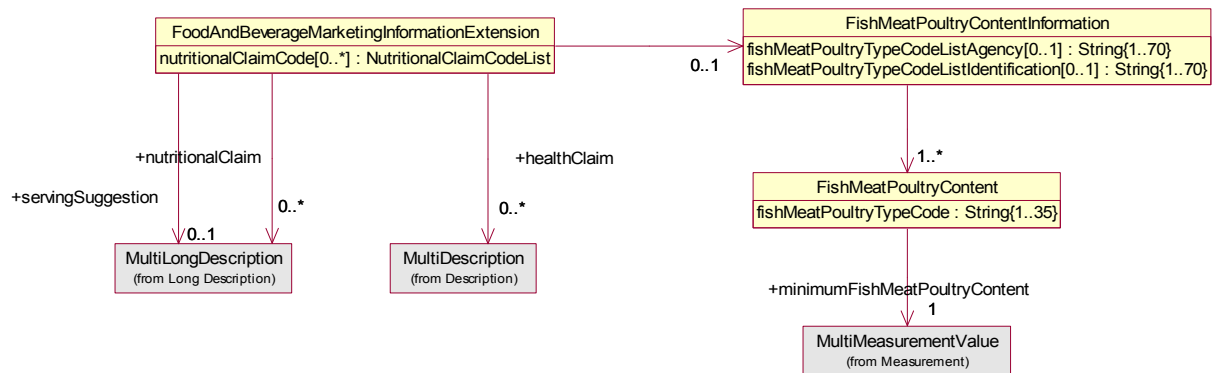 FoodAndBeverageMarketingInformationExtension
nutritionalClaimCode[0..*] : NutritionalClaimCodeList
FishMeatPoultryContentInformation
fishMeatPoultryTypeCodeListAgency[0..1] : String{1..70}
fishMeatPoultryTypeCodeListIdentification[0..1] : String{1..70}
0..1
+nutritionalClaim
+healthClaim
1..*
+servingSuggestion
0..*
0..*
0..1
FishMeatPoultryContent
fishMeatPoultryTypeCode : String{1..35}
MultiLongDescription
(from Long Description)
MultiDescription
(from Description)
+minimumFishMeatPoultryContent
1
MultiMeasurementValue
(from Measurement)